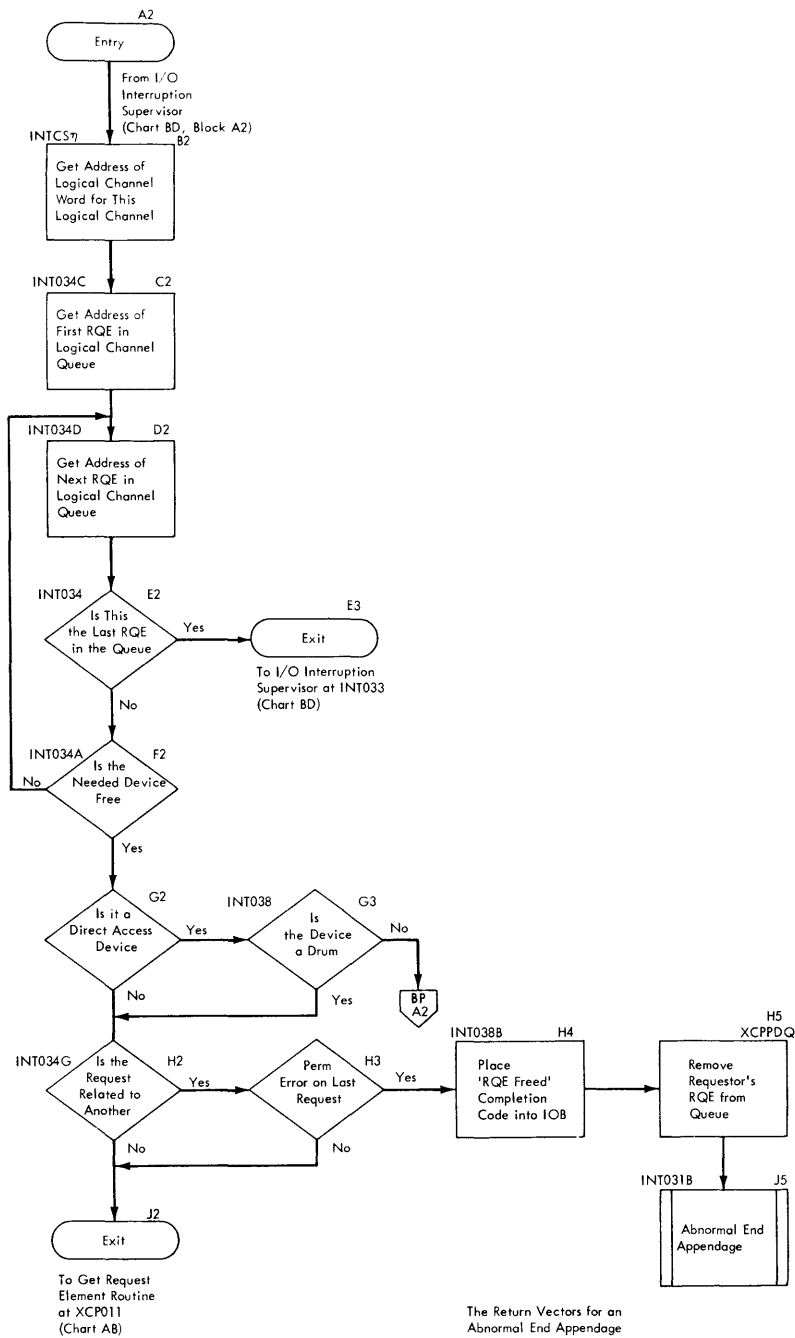 A2
Entry
From I/O
Interruption
Supervisor
(Chart BD, Block A2)
INTCSη
B2
Get Address of
Logical Channel
Word for This
Logical Channel
INT034C
C2
Get Address of
First RQE in
Logical Channel
Queue
INT034D
D2
Get Address of
Next RQE in
Logical Channel
Queue
INT034
E2
Is This
the Last RQE
in the Queue
Yes
E3
Exit
To I/O Interruption
Supervisor at INT033
(Chart BD)
No
INT034A
F2
Is the
Needed Device
Free
No
Yes
G2
Is it a
Direct Access
Device
Yes
INT038
G3
Is
the Device
a Drum
No
BP
A2
No
Yes
INT034G
H2
Is the
Request
Related to
Another
Yes
H3
Perm
Error on Last
Request
Yes
INT038B
H4
Place
'RQE Freed'
Completion
Code into IOB
H5
XCPPDQ
Remove
Requestor's
RQE from
Queue
No
No
INT031B
J5
Abnormal End
Appendage
J2
Exit
To Get Request
Element Routine
at XCP011
(Chart AB)
The Return Vectors for an
Abnormal End Appendage